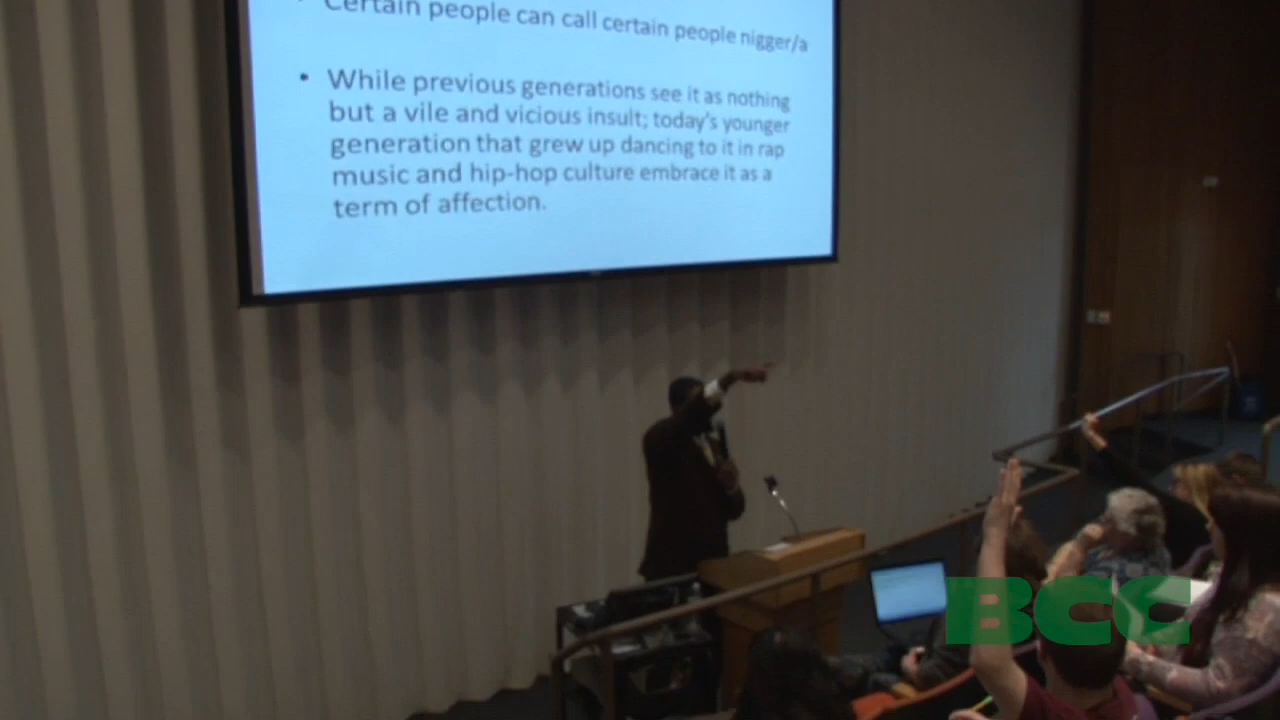 • Certain people can call certain people nigger/a
• While previous generations see it as nothing
but a vile and vicious insult; today's younger
generation that grew up dancing to it in rap
music and hip-hop culture embrace it as a
term of affection.
BCC